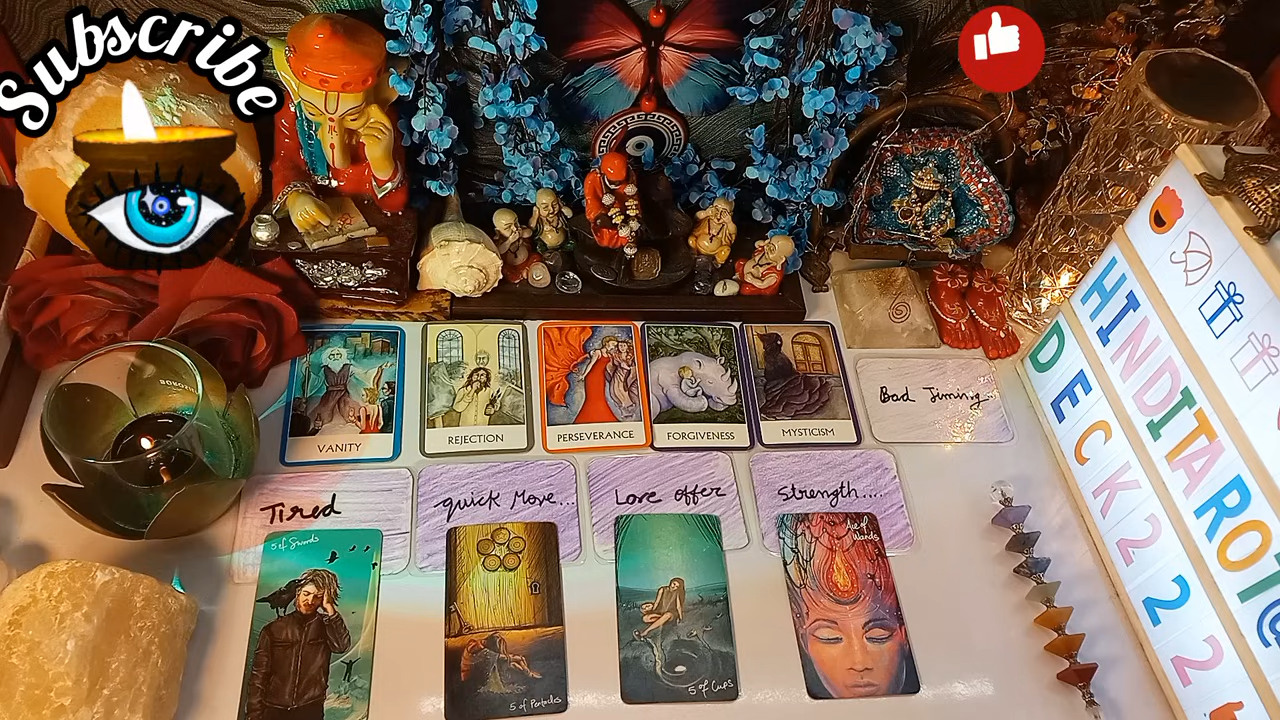 Subscribe
VANITY
REJECTION
PERSEVERANCE
FORGIVENESS
MYSTICISM
Bad Timing...
Tired
quick Move...
Love offer
Strength....
5 of Swords
5 of Pentacles
5 of Cups
Ace of Wands
HINDITAROT
DECK222